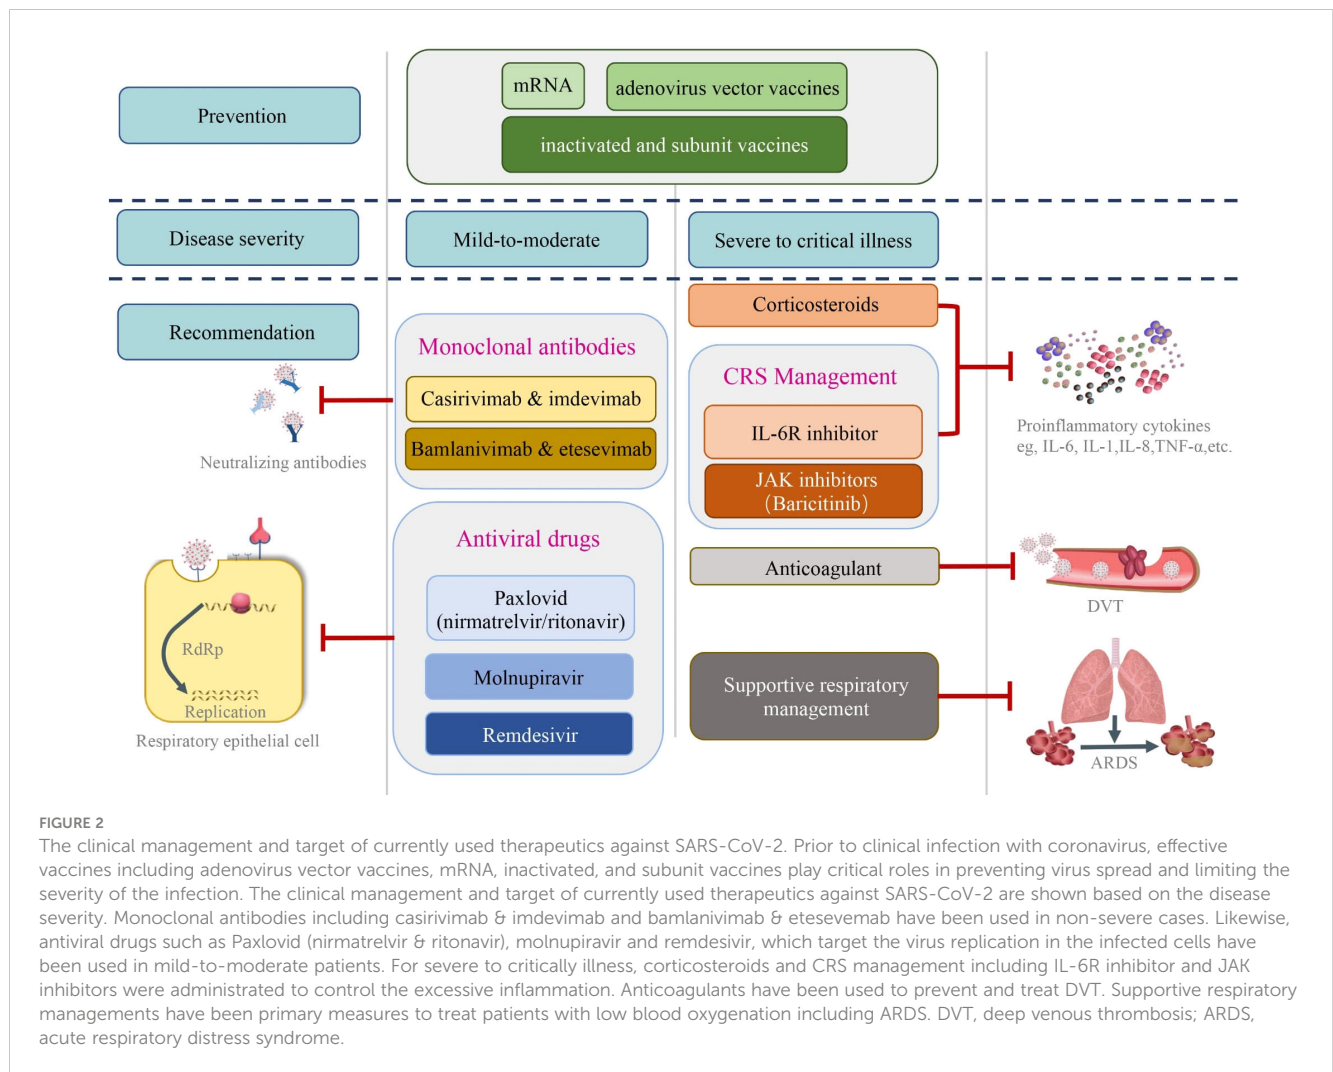 Prevention
mRNA
adenovirus vector vaccines
inactivated and subunit vaccines
Disease severity
Mild-to-moderate
Severe to critical illness
Recommendation
Neutralizing antibodies
RdRp
Replication
Respiratory epithelial cell
Monoclonal antibodies
Casirivimab & imdevimab
Bamlanivimab & etesevimab
Antiviral drugs
Paxlovid
(nirmatrelvir/ritonavir)
Molnupiravir
Remdesivir
Corticosteroids
CRS Management
IL-6R inhibitor
JAK inhibitors
(Baricitinib)
Anticoagulant
Supportive respiratory
management
Proinflammatory cytokines
eg, IL-6, IL-1,IL-8,TNF-α,etc.
DVT
ARDS
FIGURE 2
The clinical management and target of currently used therapeutics against SARS-CoV-2. Prior to clinical infection with coronavirus, effective
vaccines including adenovirus vector vaccines, mRNA, inactivated, and subunit vaccines play critical roles in preventing virus spread and limiting the
severity of the infection. The clinical management and target of currently used therapeutics against SARS-CoV-2 are shown based on the disease
severity. Monoclonal antibodies including casirivimab & imdevimab and bamlanivimab & etesevemab have been used in non-severe cases. Likewise,
antiviral drugs such as Paxlovid (nirmatrelvir & ritonavir), molnupiravir and remdesivir, which target the virus replication in the infected cells have
been used in mild-to-moderate patients. For severe to critically illness, corticosteroids and CRS management including IL-6R inhibitor and JAK
inhibitors were administrated to control the excessive inflammation. Anticoagulants have been used to prevent and treat DVT. Supportive respiratory
managements have been primary measures to treat patients with low blood oxygenation including ARDS. DVT, deep venous thrombosis; ARDS,
acute respiratory distress syndrome.